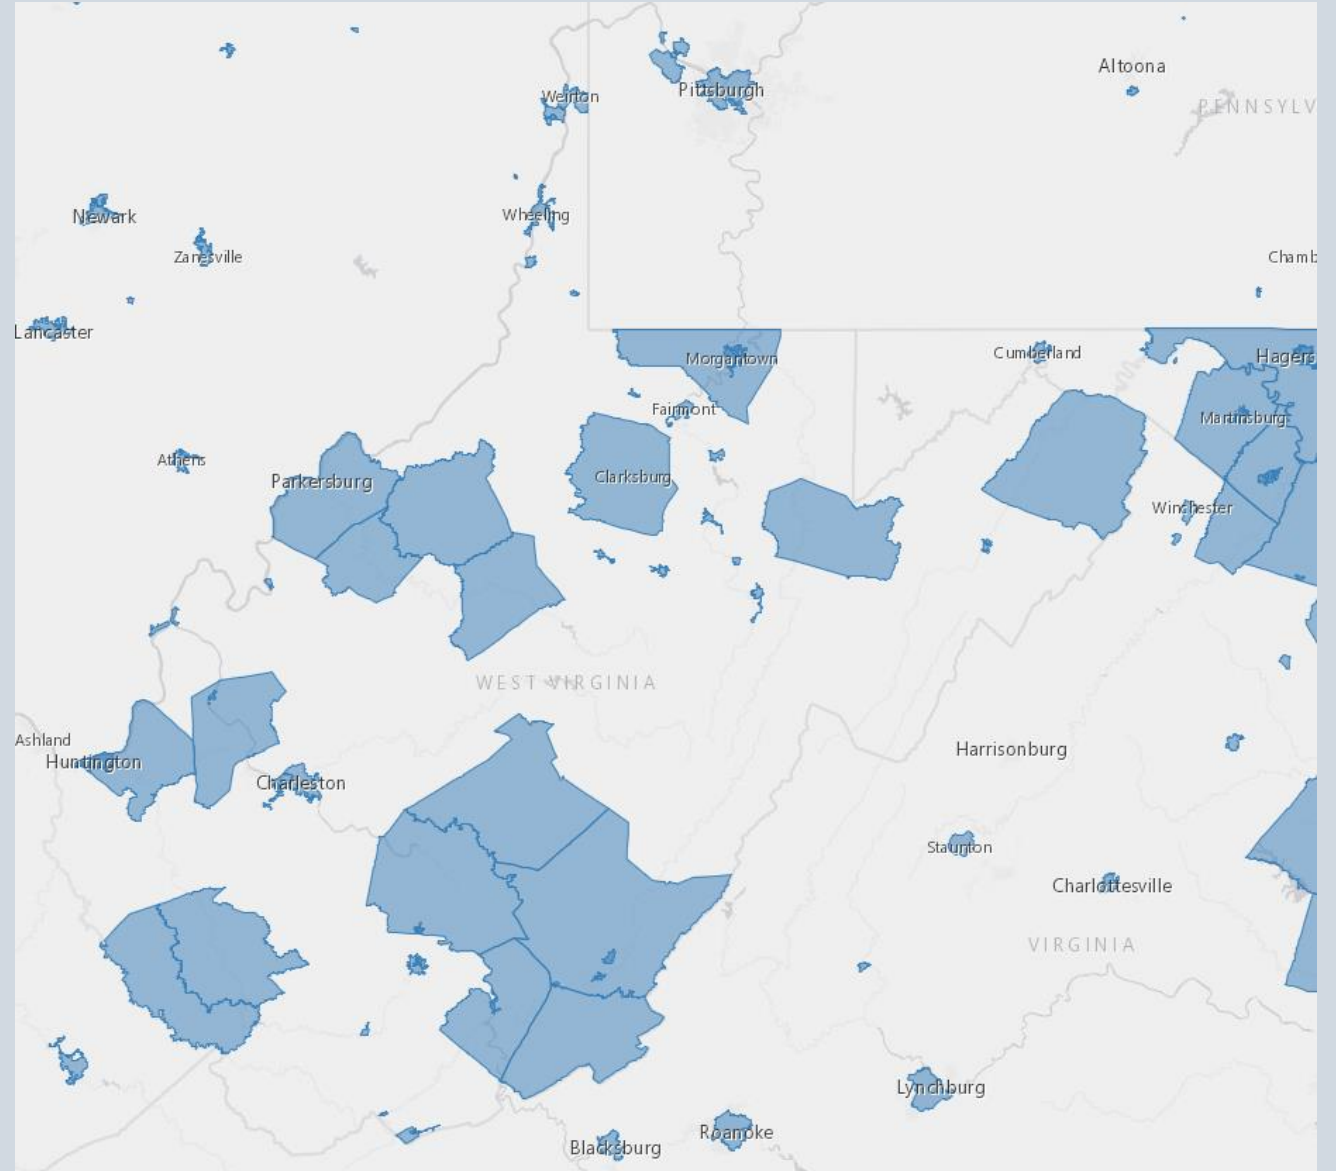 Altoona
Pittsburgh
Weirton
PENNSYLV
Newark
Wheeling
Zanesville
Chamb
Lancaster
Morgantown
Cumberland
Hagers
Fairmont
Martinsburg
Athens
Clarksburg
Parkersburg
Winchester
WEST VIRGINIA
Ashland
Harrisonburg
Huntington
Charleston
Staunton
Charlottesville
VIRGINIA
Lynchburg
Roanoke
Blacksburg